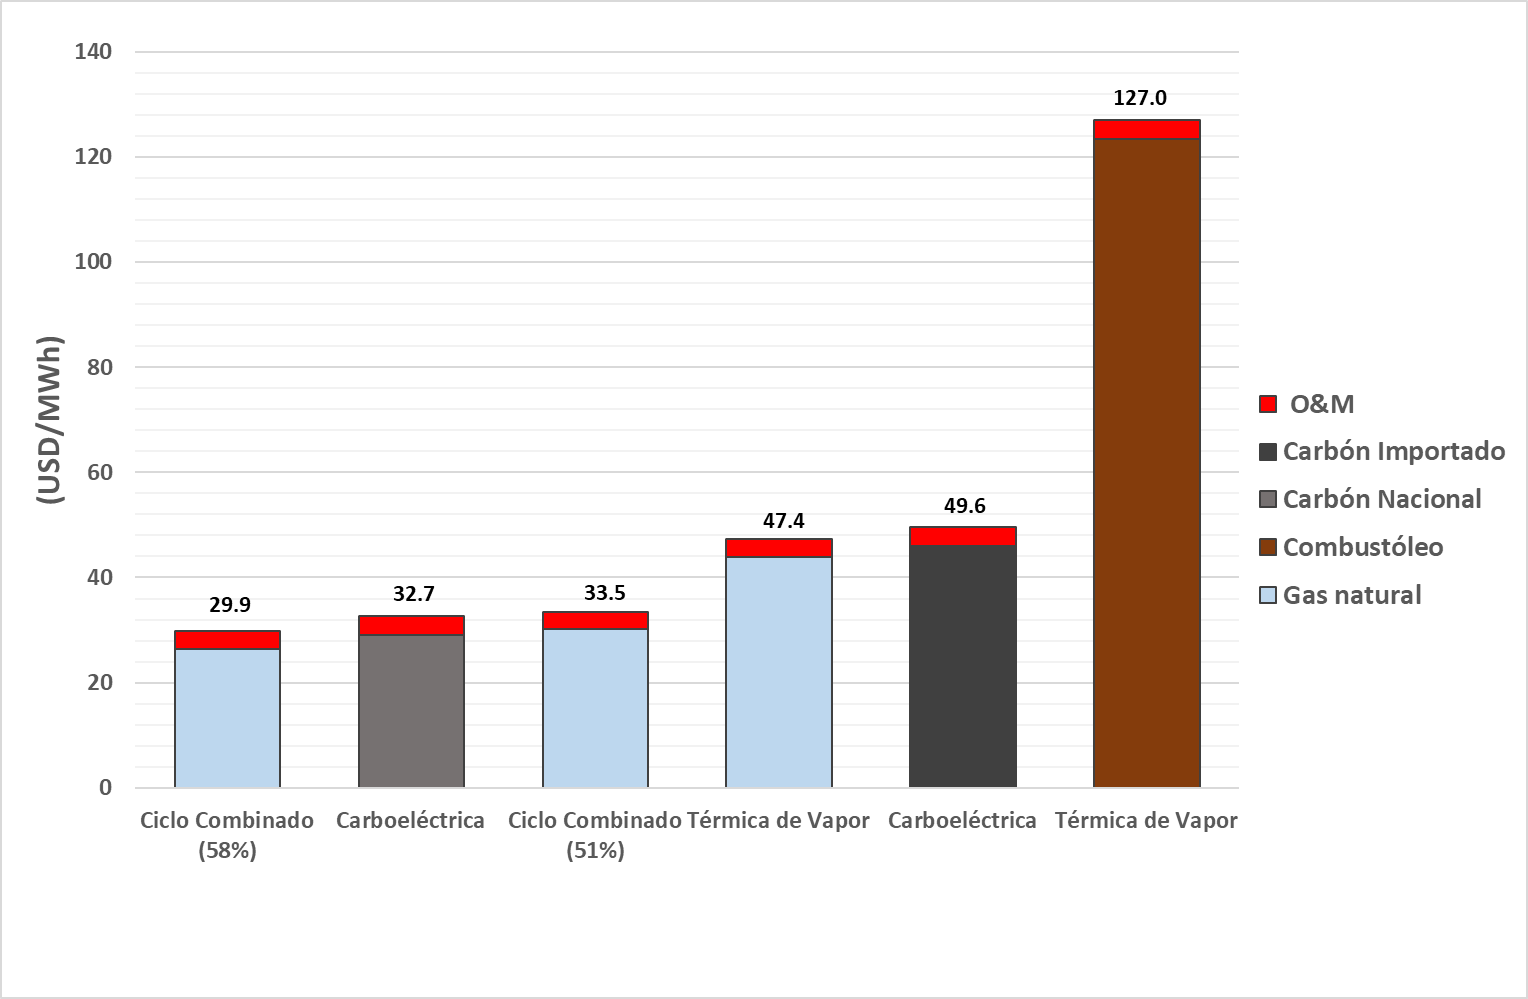 140
120
100
80
60
40
20
0
(USD/MWh)
29.9
32.7
33.5
47.4
49.6
127.0
Ciclo Combinado
(58%)
Carboeléctrica
Ciclo Combinado
(51%)
Térmica de Vapor
Carboeléctrica
Térmica de Vapor
O&M
Carbón Importado
Carbón Nacional
Combustóleo
Gas natural